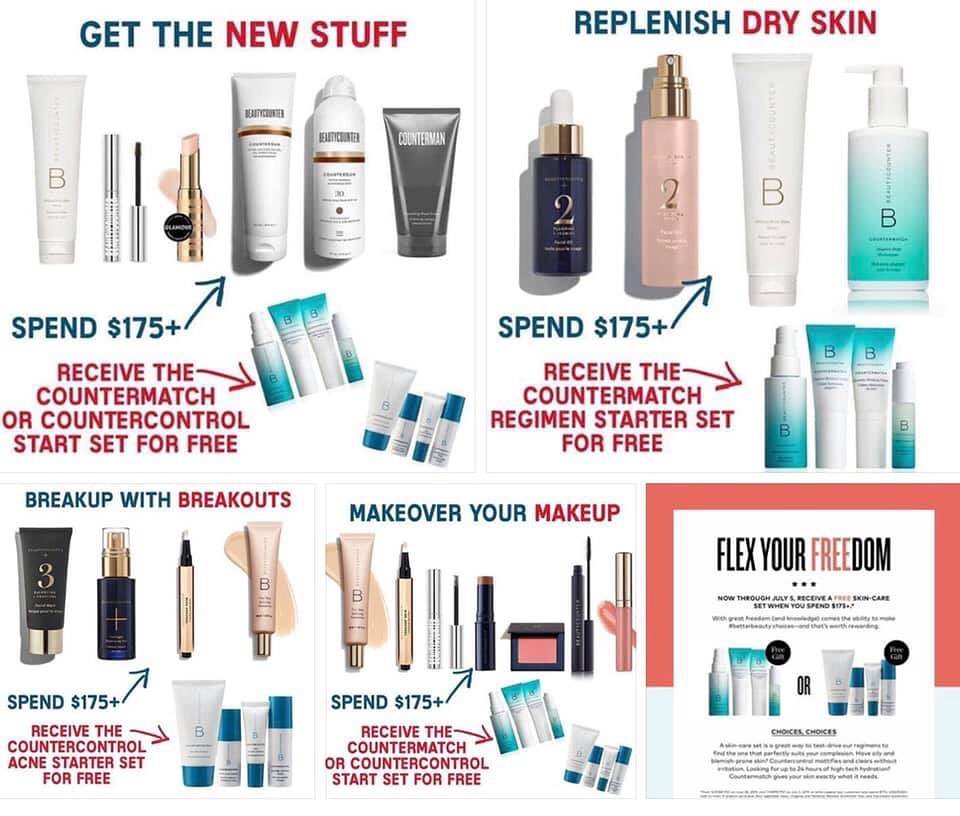 GET THE NEW STUFF
BEAUTYCOUNTER
B
GLAMOUR
BEAUTYCOUNTER
COUNTERSUN
BEAUTYCOUNTER
COUNTERSUN
30
COUNTERMAN
SPEND $175+
RECEIVE THE
COUNTERMATCH
OR COUNTERCONTROL
START SET FOR FREE
REPLENISH DRY SKIN
2
2
BEAUTYCOUNTER
B
BEAUTYCOUNTER
B
COUNTERMATCH
SPEND $175+
RECEIVE THE
COUNTERMATCH
REGIMEN STARTER SET
FOR FREE
BREAKUP WITH BREAKOUTS
3
B
SPEND $175+
RECEIVE THE
COUNTERCONTROL
ACNE STARTER SET
FOR FREE
MAKEOVER YOUR MAKEUP
B
BEAUTYCOUNTER
SPEND $175+
RECEIVE THE
COUNTERMATCH
OR COUNTERCONTROL
START SET FOR FREE
FLEX YOUR FREEDOM
NOW THROUGH JULY 5, RECEIVE A FREE SKIN-CARE
SET WHEN YOU SPEND $175+.*
With great freedom (and knowledge) comes the ability to make
#betterbeauty choices—and that's worth rewarding.
Free
Gift
OR
Free
Gift
CHOICES, CHOICES
A skin-care set is a great way to test-drive our regimens to
find the one that perfectly suits your complexion. Have oily and
blemish-prone skin? Countercontrol mattifies and clears without
irritation. Looking for up to 24 hours of high-tech hydration?
Countermatch gives your skin exactly what it needs.